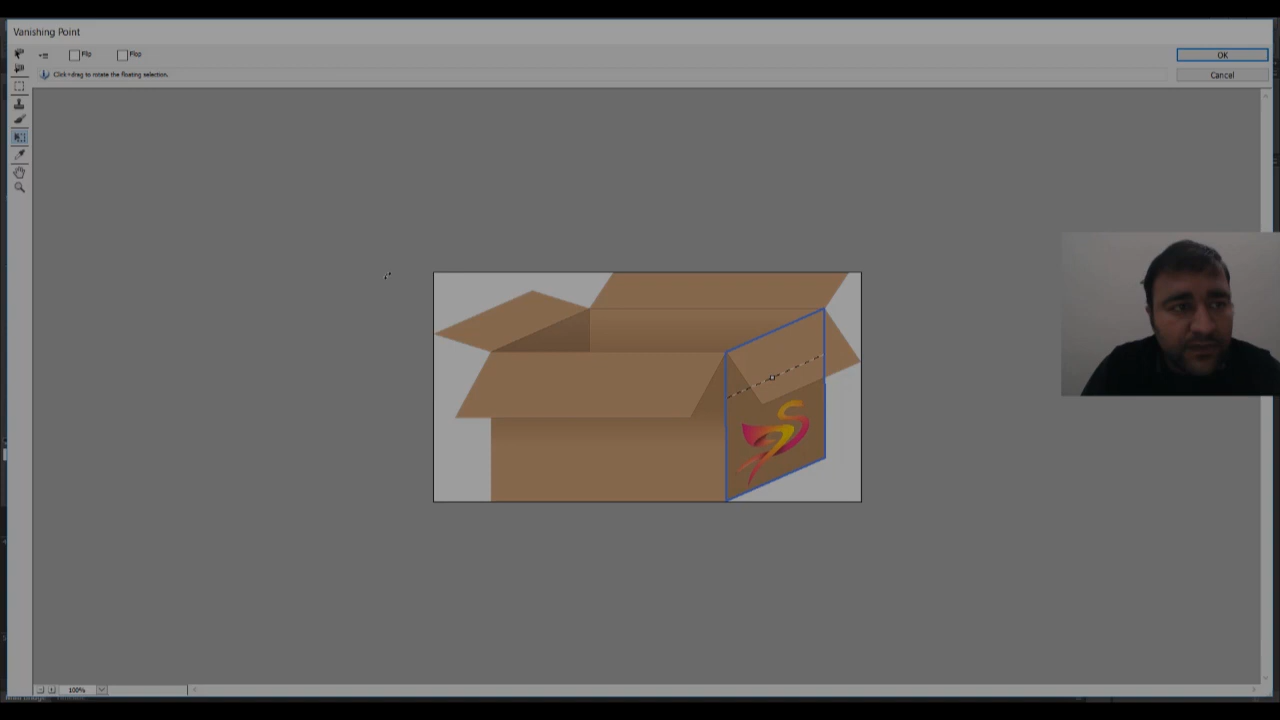 Vanishing Point
Flip
Flop
OK
Click+drag to rotate the floating selection.
Cancel
100%